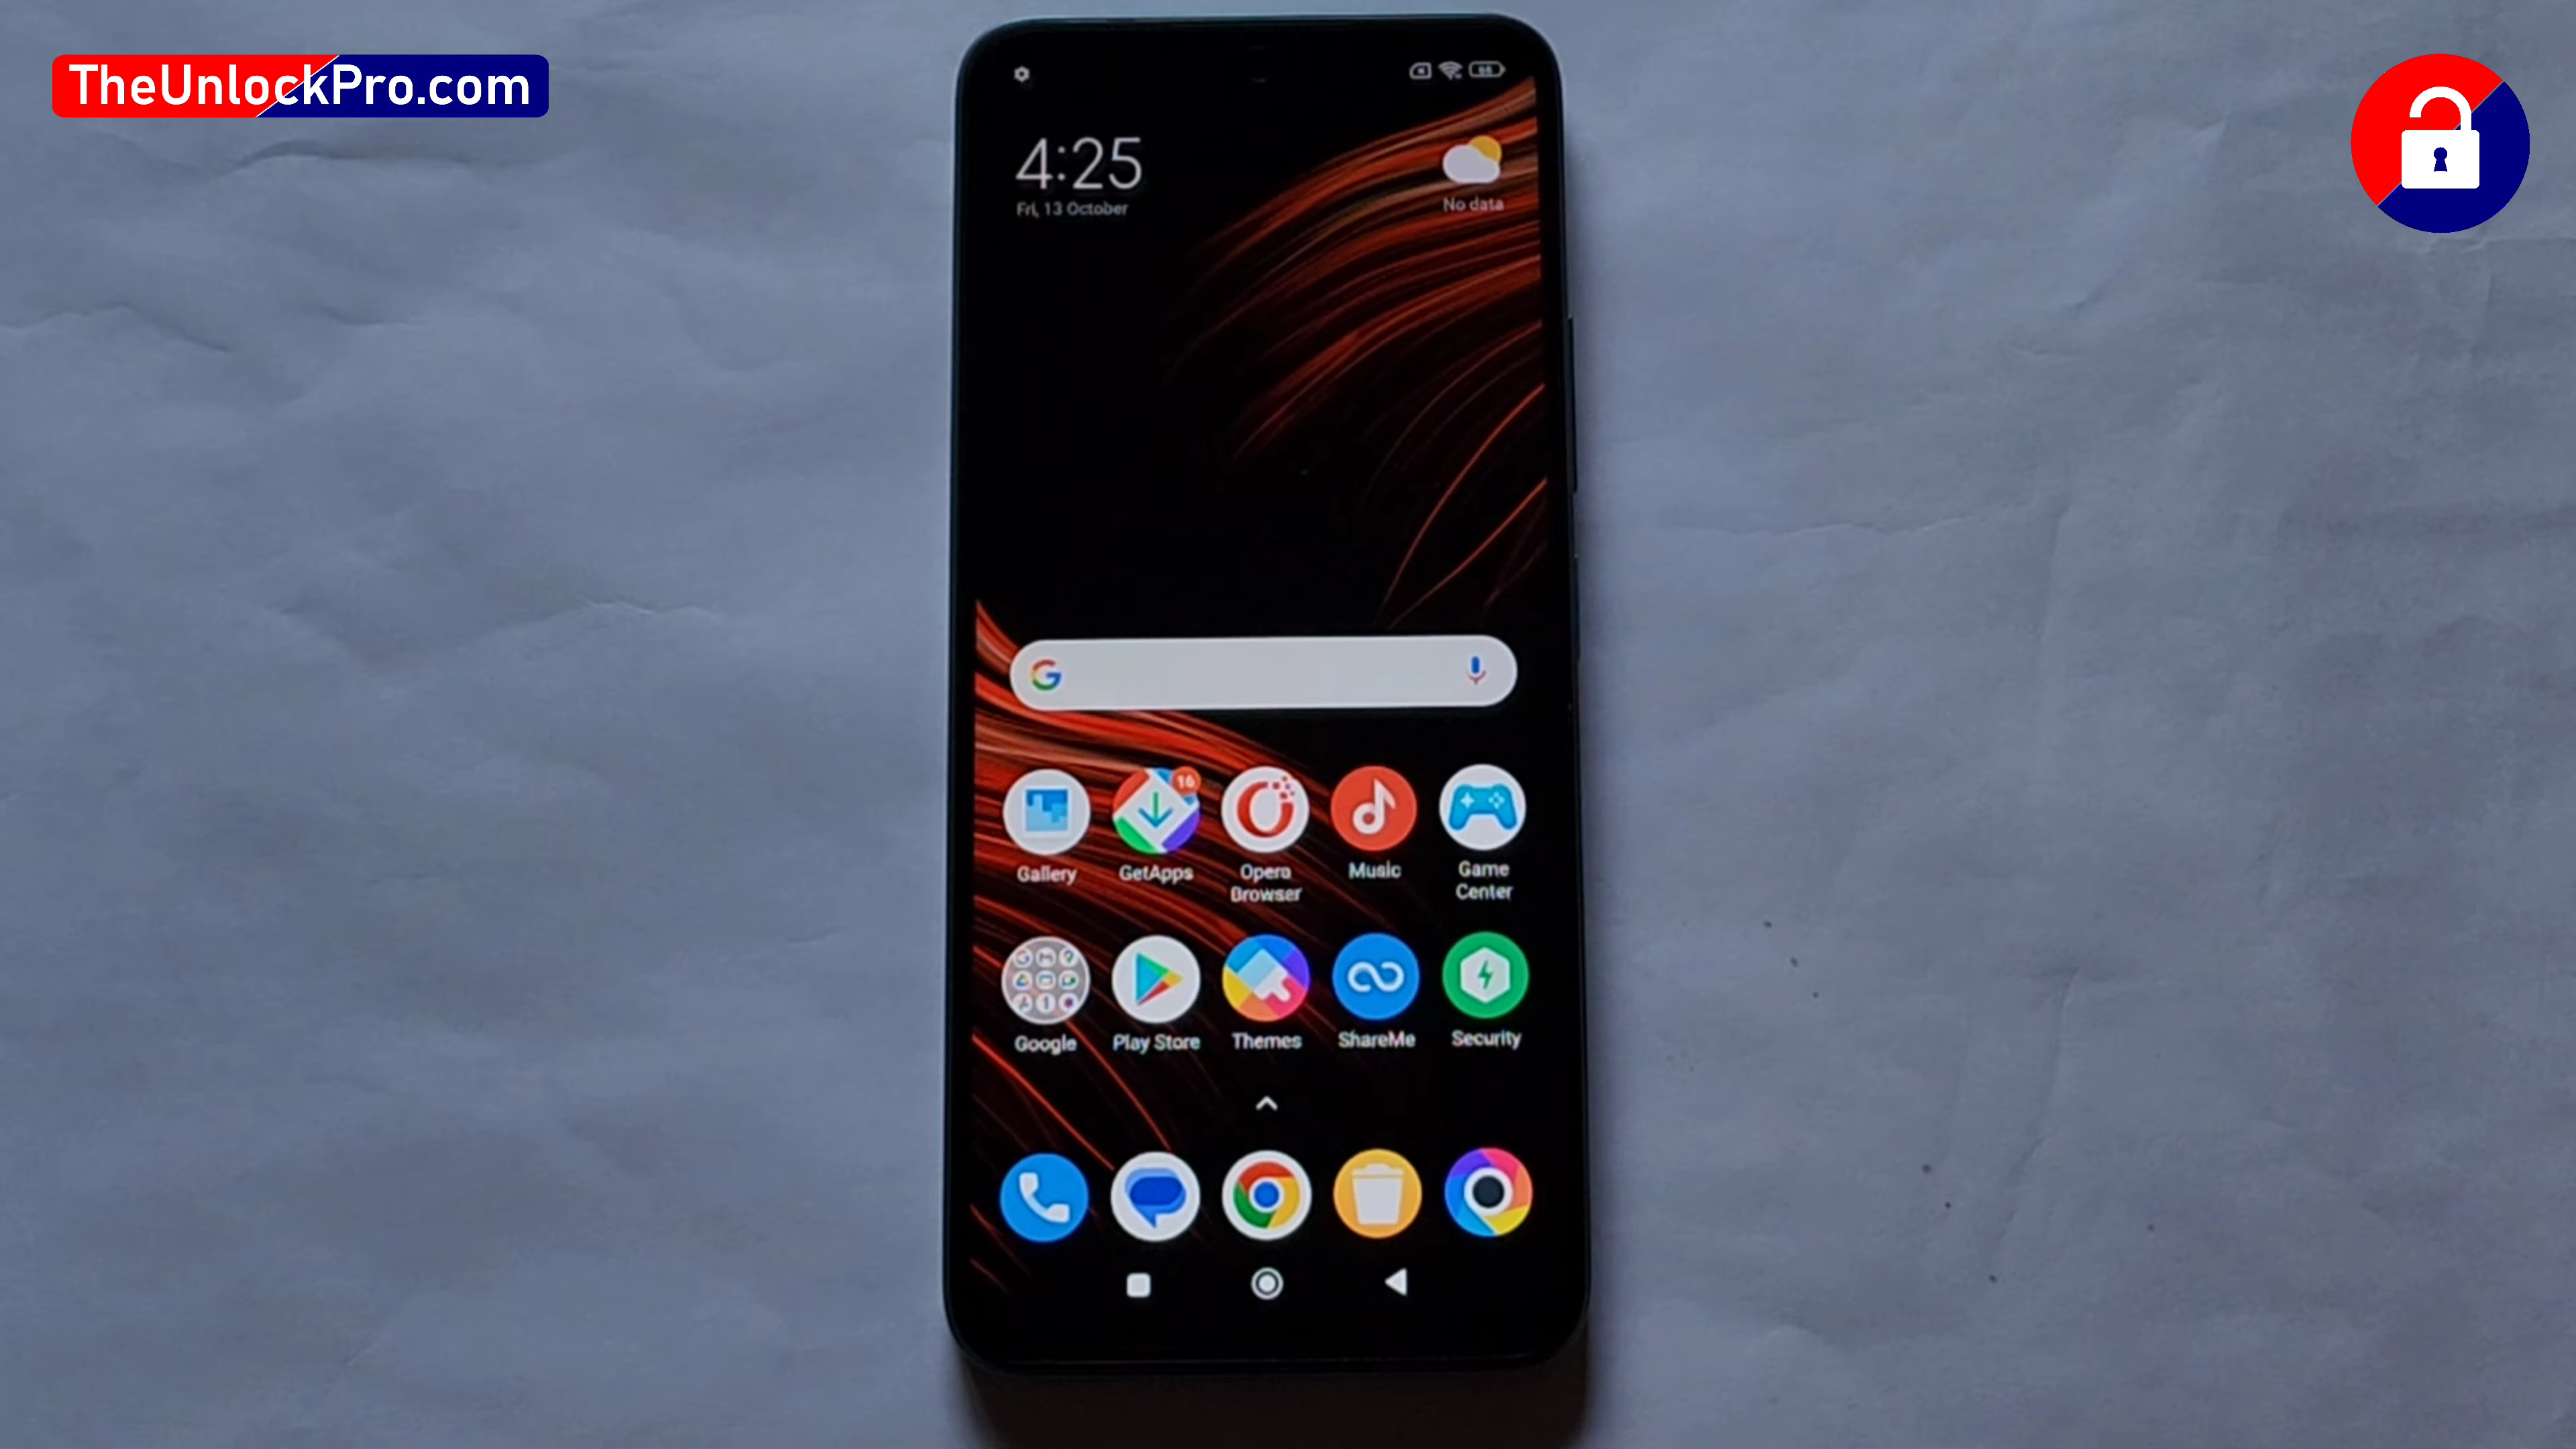 TheUnlockPro.com
4:25
Fri, 13 October
No data
16
Gallery
GetApps
Opera
Browser
Music
Game
Center
Google
Play Store
Themes
ShareMe
Security